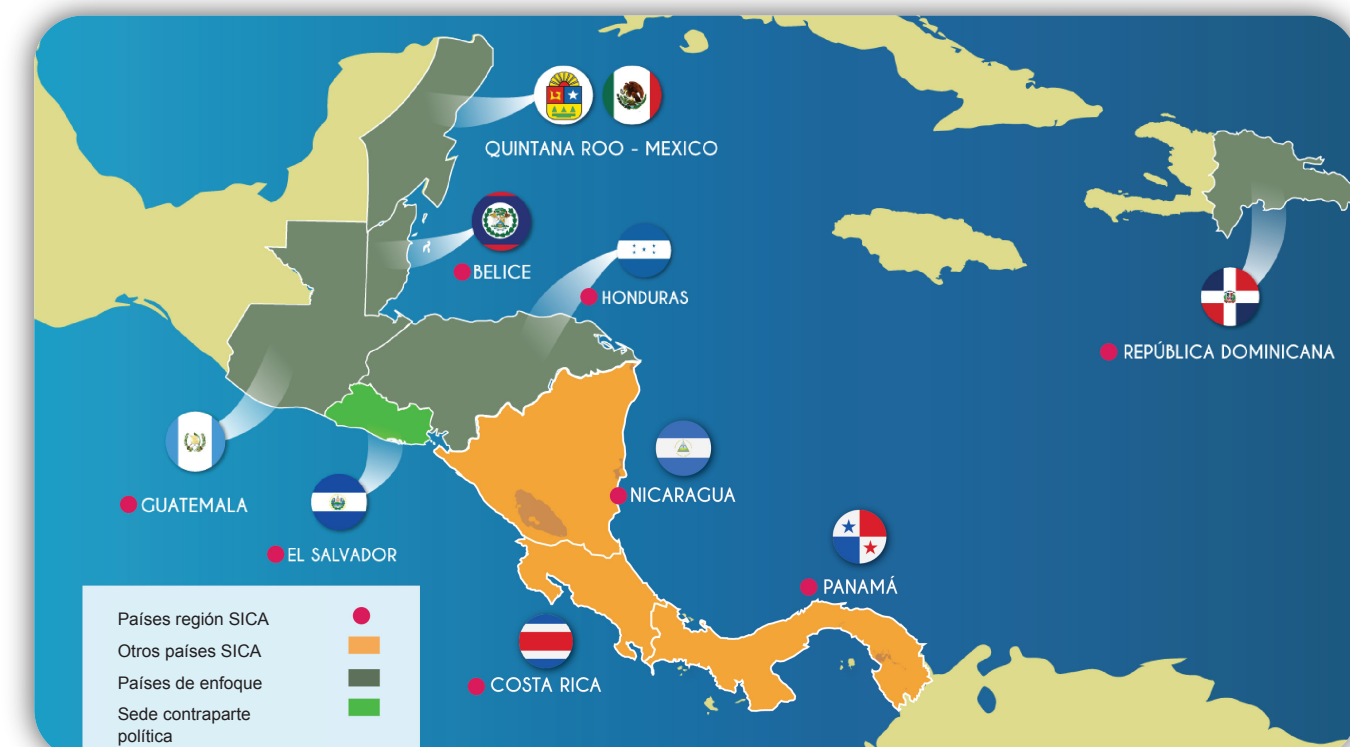 QUINTANA ROO - MEXICO
BELICE
HONDURAS
REPÚBLICA DOMINICANA
GUATEMALA
NICARAGUA
EL SALVADOR
PANAMÁ
COSTA RICA
Países región SICA
Otros países SICA
Países de enfoque
Sede contraparte
política